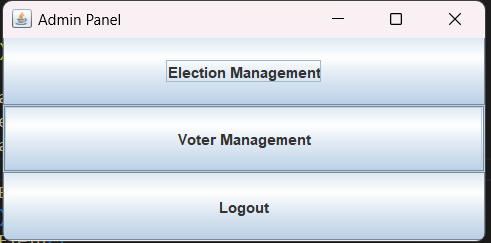 Admin Panel
Election Management
Voter Management
Logout